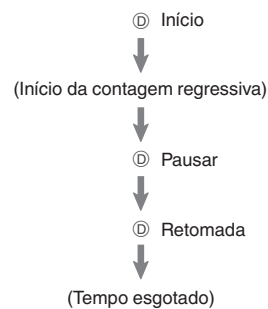 Ⓓ Início
(Início da contagem regressiva)
Ⓓ Pausar
Ⓓ Retomada
(Tempo esgotado)